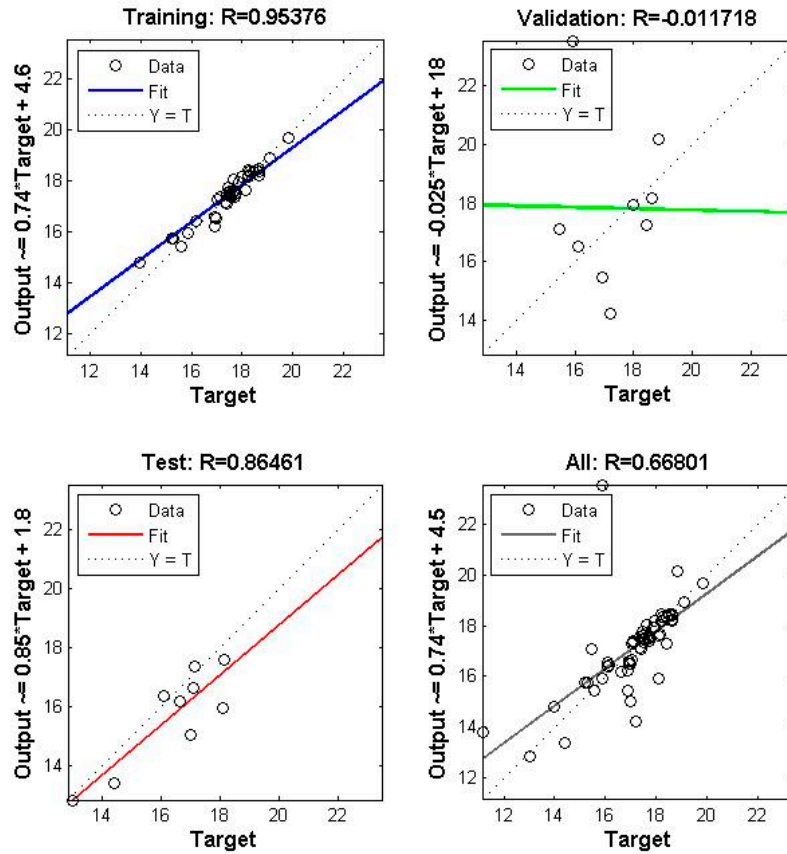 Training: R=0.95376
Output ~= 0.74*Target + 4.6
22
20
18
16
14
12
Data
Fit
Y = T
12 14 16 18 20 22
Target
Validation: R=-0.011718
Output ~= -0.025*Target + 18
22
20
18
16
14
Data
Fit
Y = T
14 16 18 20 22
Target
Test: R=0.86461
Output ~= 0.85*Target + 1.8
22
20
18
16
14
Data
Fit
Y = T
14 16 18 20 22
Target
All: R=0.66801
Output ~= 0.74*Target + 4.5
22
20
18
16
14
12
Data
Fit
Y = T
12 14 16 18 20 22
Target